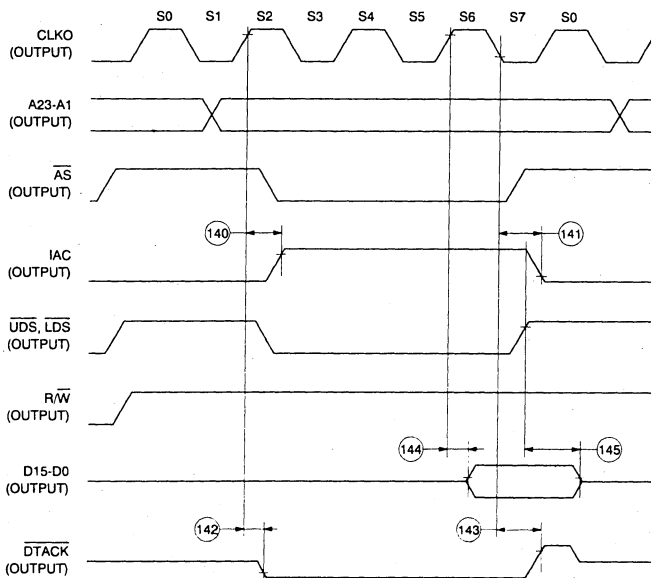 S0 S1 S2 S3 S4 S5 S6 S7 S0
CLKO
(OUTPUT)
A23-A1
(OUTPUT)
AS
(OUTPUT)
140
141
IAC
(OUTPUT)
UDS, LDS
(OUTPUT)
R/W
(OUTPUT)
144
145
D15-D0
(OUTPUT)
142
143
DTACK
(OUTPUT)